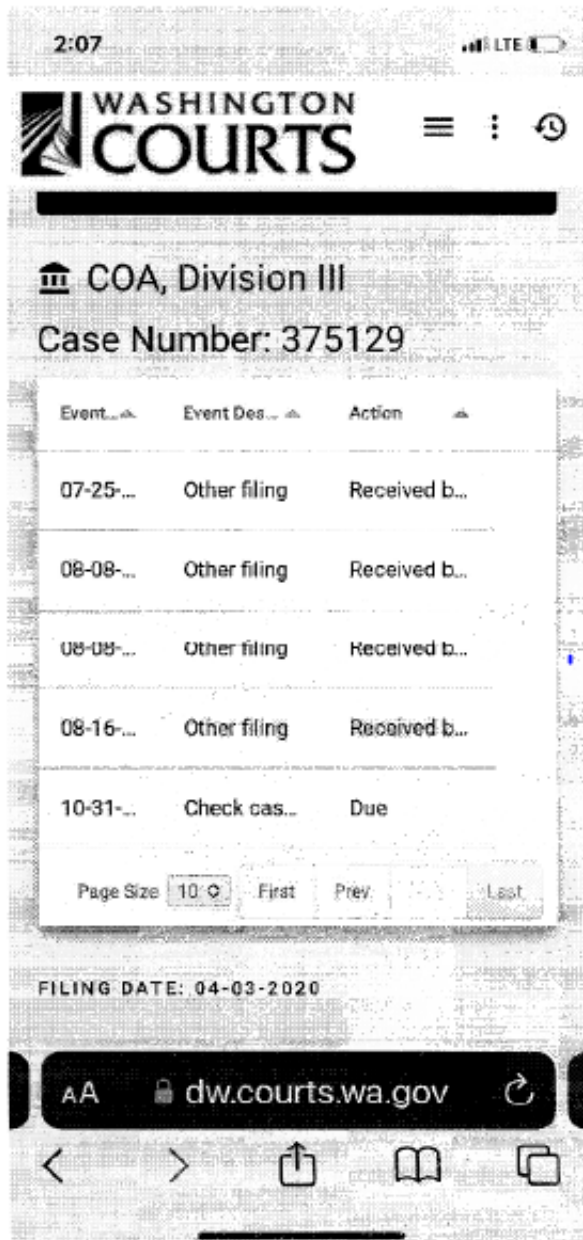 2:07 LTE
WASHINGTON
COURTS
COA, Division III
Case Number: 375129
Event... Event Des... Action
07-25-... Other filing Received b...
08-08-... Other filing Received b...
08-08-... Other filing Received b...
08-16-... Other filing Received b...
10-31-... Check cas... Due
Page Size 10 First Prev Last
FILING DATE: 04-03-2020
AA dw.courts.wa.gov